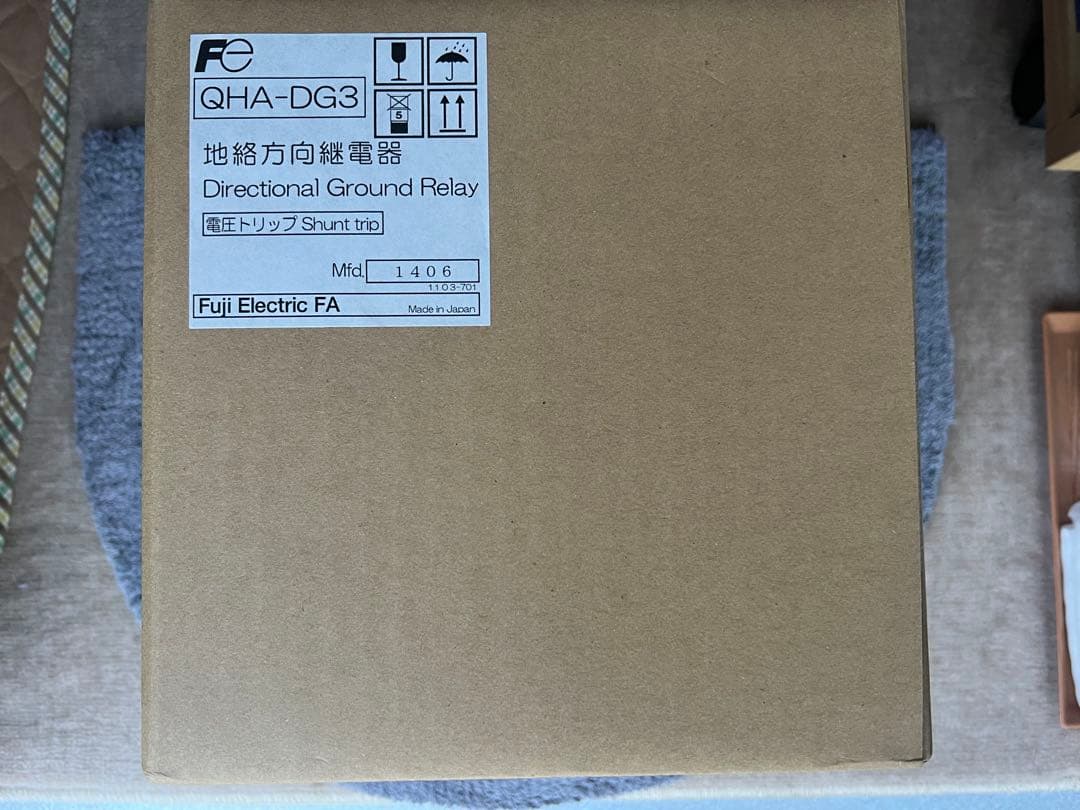 Fe
QHA-DG3
5
地絡方向継電器
Directional Ground Relay
電圧トリップ Shunt trip
Mfd. 1406
1103-701
Fuji Electric FA
Made in Japan